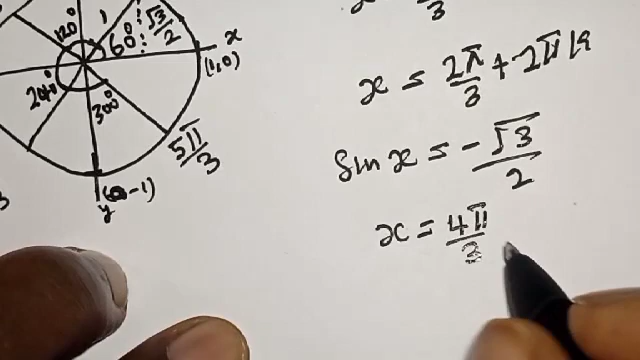 120°
1
60°
√3/2
x
(1,0)
240°
300°
5π/3
-1)
y
3
x = 2π/3 + 2πk
Sin x = -√3/2
x = 4π/3